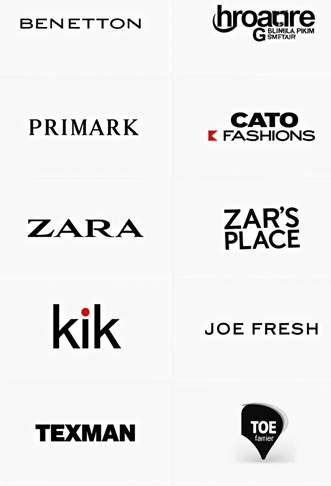 BENETTON
PRIMARK
CATO
FASHIONS
ZARA
ZAR'S
PLACE
kik
JOE FRESH
TEXMAN
TOE